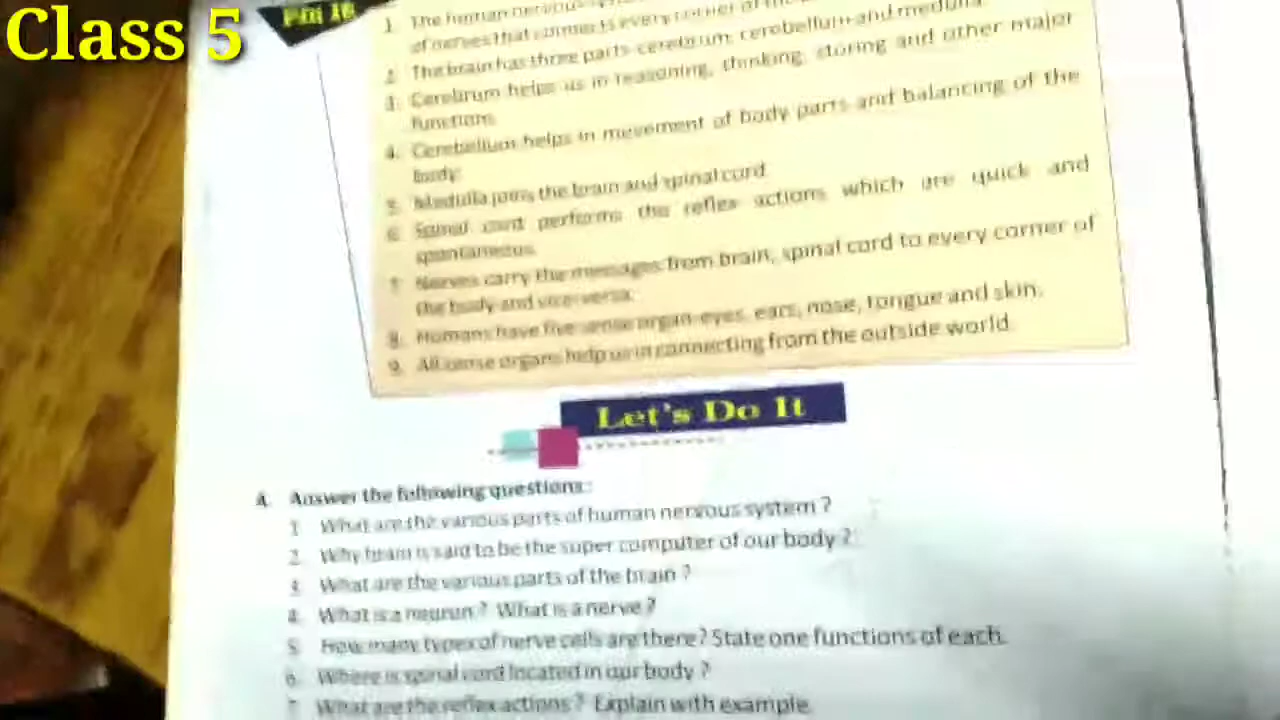 Class 5
1. The human nervous
of nerves that connects every corner of the
2. The brain has three parts-cerebrum, cerebellum and medulla.
3. Cerebrum helps us in reasoning, thinking, storing and other major
functions.
4. Cerebellum helps in movement of body parts and balancing of the
body.
5. Medulla joins the brain and spinal cord.
6. Spinal cord performs the reflex actions which are quick and
spontaneous.
7. Nerves carry the messages from brain, spinal cord to every corner of
the body and vice-versa.
8. Humans have five sense organ-eyes, ears, nose, tongue and skin.
9. All sense organs help us in connecting from the outside world.
Let's Do It
A. Answer the following questions:
1. What are the various parts of human nervous system ?
2. Why brain is said to be the super computer of our body ?
3. What are the various parts of the brain ?
4. What is a neuron ? What is a nerve ?
5. How many types of nerve cells are there? State one functions of each.
6. Where is spinal cord located in our body ?
7. What are the reflex actions ? Explain with example.